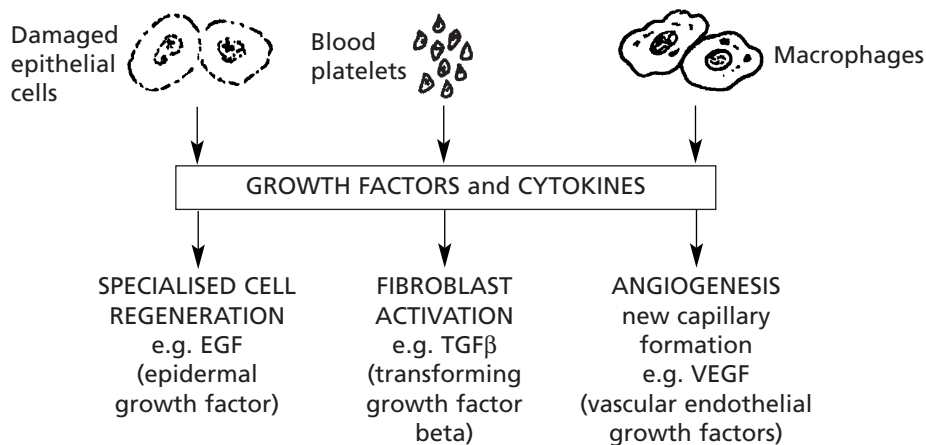 Damaged
epithelial
cells
Blood
platelets
Macrophages
GROWTH FACTORS and CYTOKINES
SPECIALISED CELL
REGENERATION
e.g. EGF
(epidermal
growth factor)
FIBROBLAST
ACTIVATION
e.g. TGFβ
(transforming
growth factor
beta)
ANGIOGENESIS
new capillary
formation
e.g. VEGF
(vascular endothelial
growth factors)